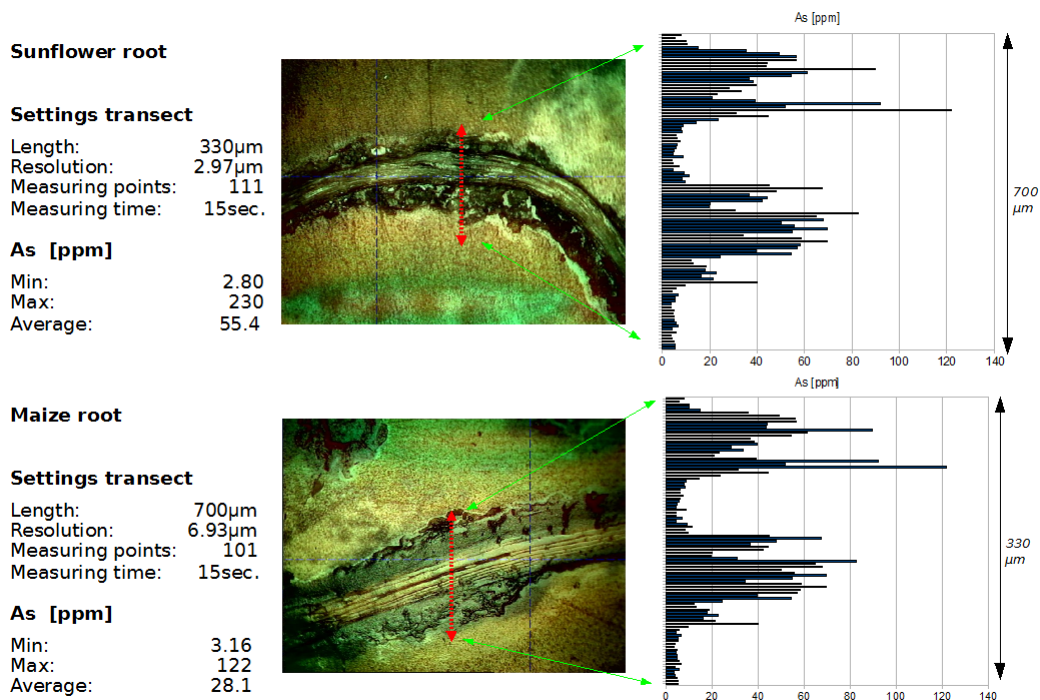 Sunflower root
Settings transect
Length: 330µm
Resolution: 2.97µm
Measuring points: 111
Measuring time: 15sec.
As [ppm]
Min: 2.80
Max: 230
Average: 55.4
As [ppm]
700
µm
0 20 40 60 80 100 120 140
Maize root
Settings transect
Length: 700µm
Resolution: 6.93µm
Measuring points: 101
Measuring time: 15sec.
As [ppm]
Min: 3.16
Max: 122
Average: 28.1
As [ppm]
330
µm
0 20 40 60 80 100 120 140